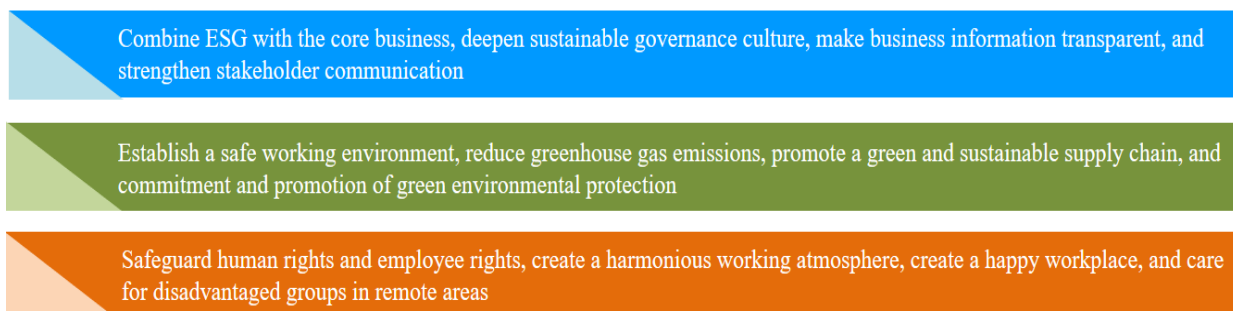 Combine ESG with the core business, deepen sustainable governance culture, make business information transparent, and
strengthen stakeholder communication
Establish a safe working environment, reduce greenhouse gas emissions, promote a green and sustainable supply chain, and
commitment and promotion of green environmental protection
Safeguard human rights and employee rights, create a harmonious working atmosphere, create a happy workplace, and care
for disadvantaged groups in remote areas